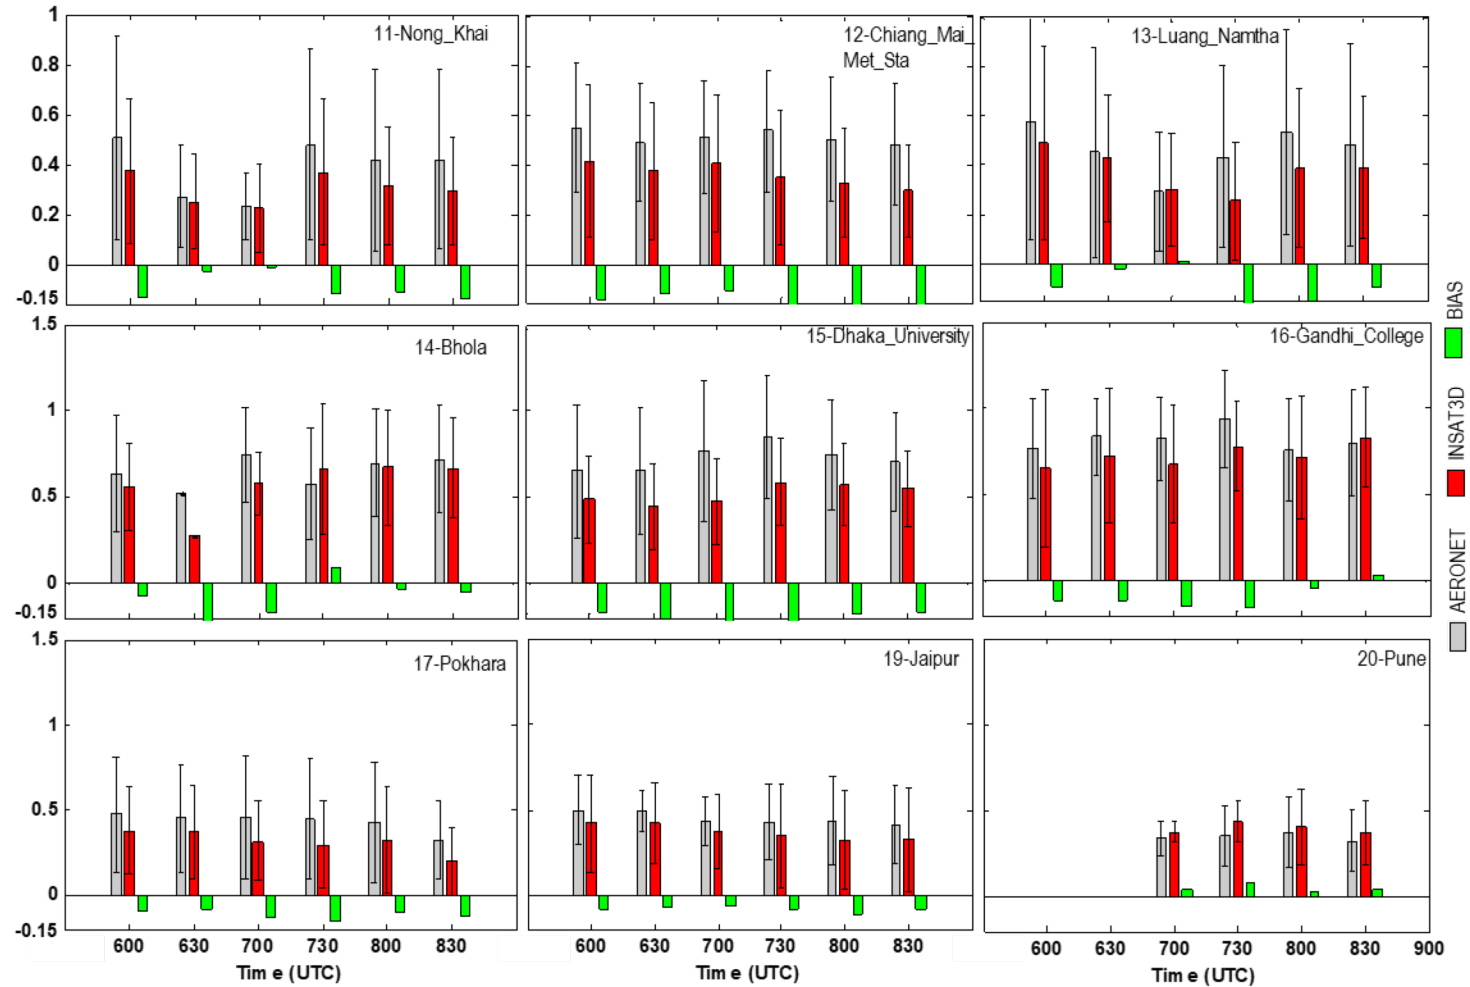 1
0.8
0.6
0.4
0.2
0
-0.15
11-Nong_Khai
12-Chiang_Mai_
Met_Sta
13-Luang_Namtha
1.5
1
0.5
0
-0.15
14-Bhola
15-Dhaka_University
16-Gandhi_College
1.5
1
0.5
0
-0.15
17-Pokhara
19-Jaipur
20-Pune
600 630 700 730 800 830
Time (UTC)
600 630 700 730 800 830
Time (UTC)
600 630 700 730 800 830 900
Time (UTC)
AERONET INSAT3D BIAS